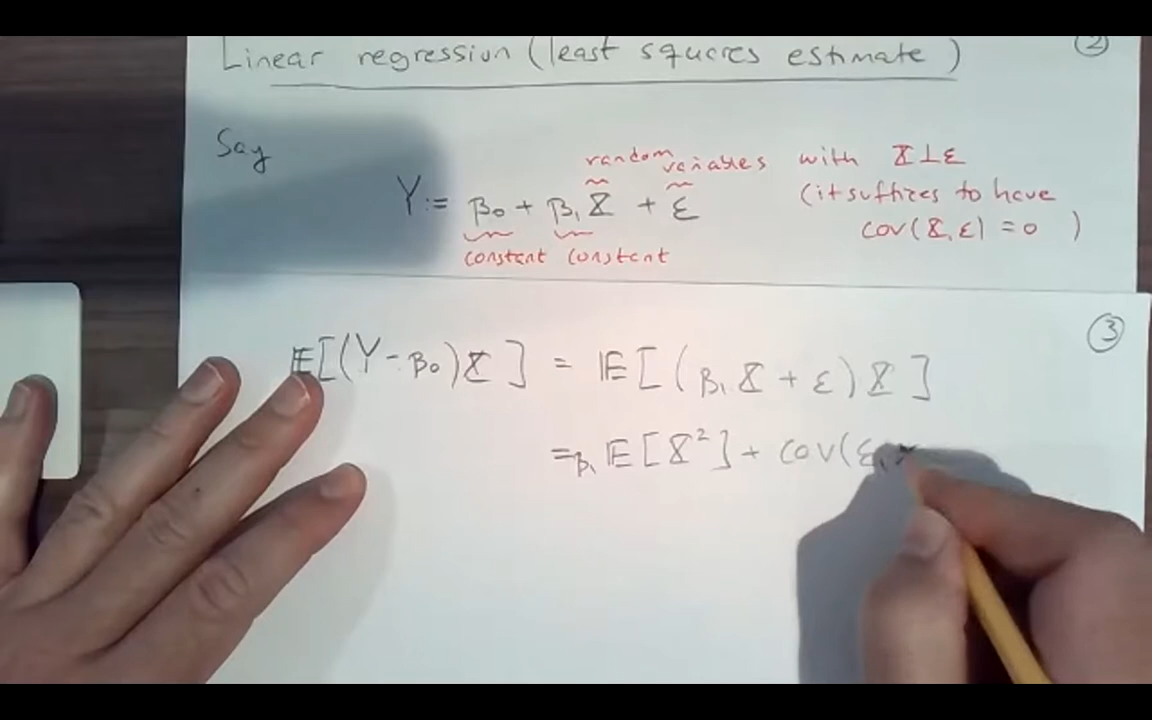 Linear regression (least squares estimate) ②
Say
random variables with X⊥ε
Y := β₀ + β₁X + ε (it suffizes to have
cov(X,ε) = 0 )
constant constant
③
E[(Y-β₀)X] = E[(β₁X + ε)X]
= β₁E[X²] + cov(ε,